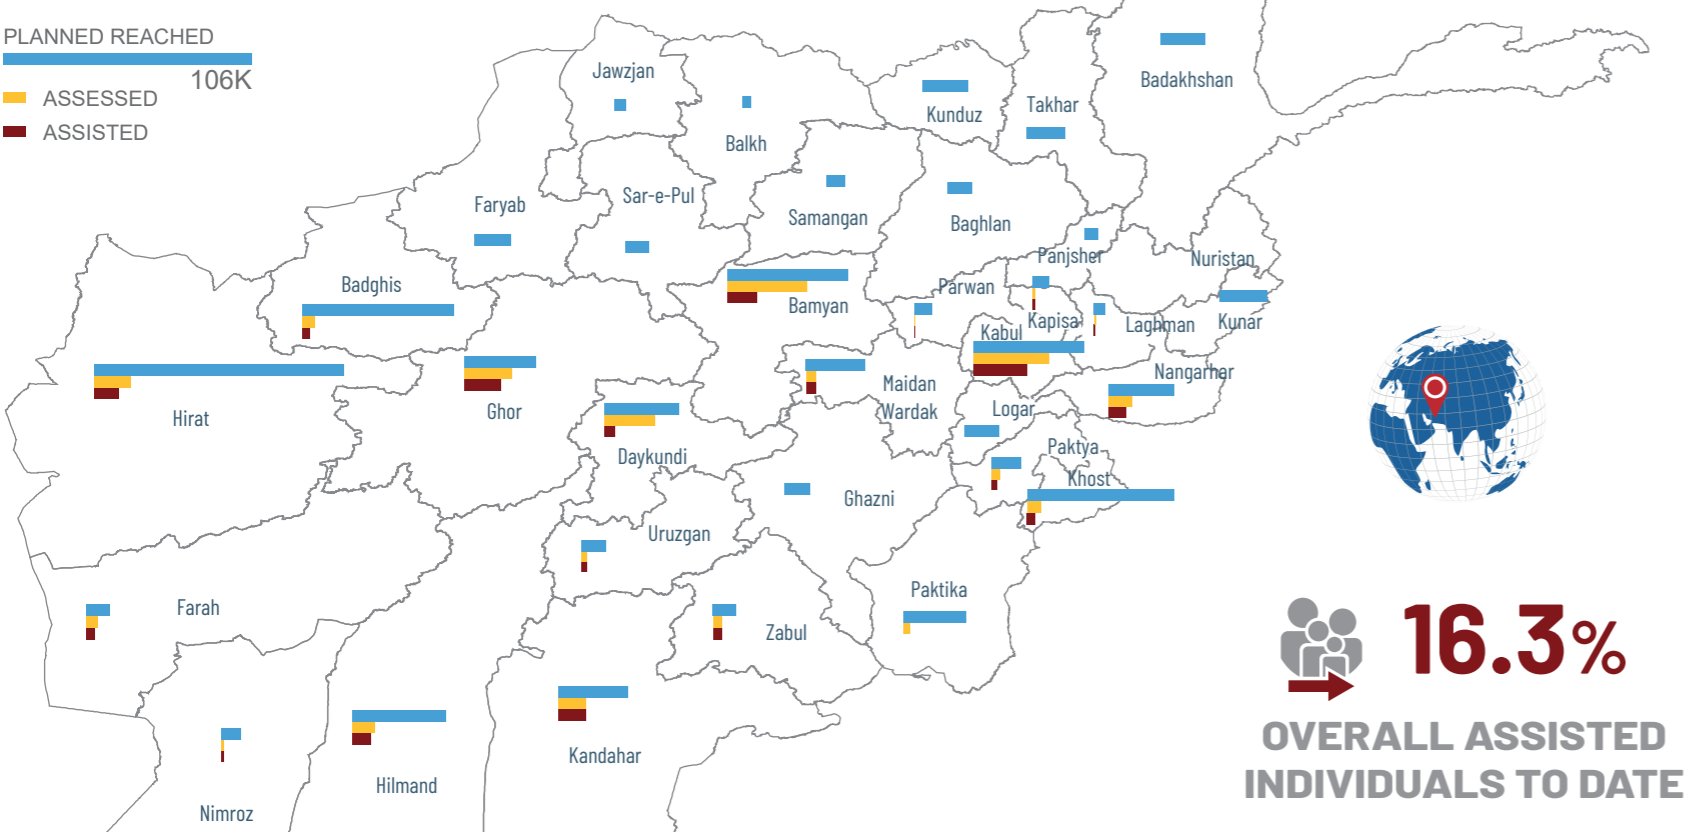 PLANNED REACHED
106K
ASSESSED
ASSISTED
Jawzjan
Balkh
Kunduz
Takhar
Badakhshan
Faryab
Sar-e-Pul
Samangan
Baghlan
Panjsher
Nuristan
Badghis
Bamyan
Parwan
Kapisa
Kabul
Laghman
Kunar
Hirat
Ghor
Maidan
Wardak
Nangarhar
Logar
Daykundi
Paktya
Khost
Ghazni
Uruzgan
Farah
Zabul
Paktika
Kandahar
Hilmand
Nimroz
16.3%
OVERALL ASSISTED
INDIVIDUALS TO DATE